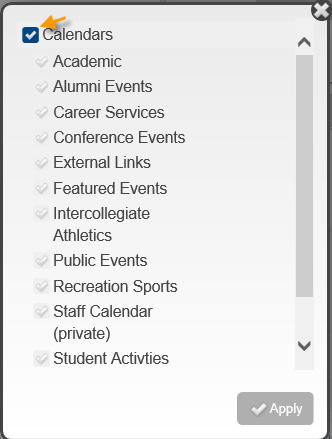 Calendars
Academic
Alumni Events
Career Services
Conference Events
External Links
Featured Events
Intercollegiate
Athletics
Public Events
Recreation Sports
Staff Calendar
(private)
Student Activties
Apply